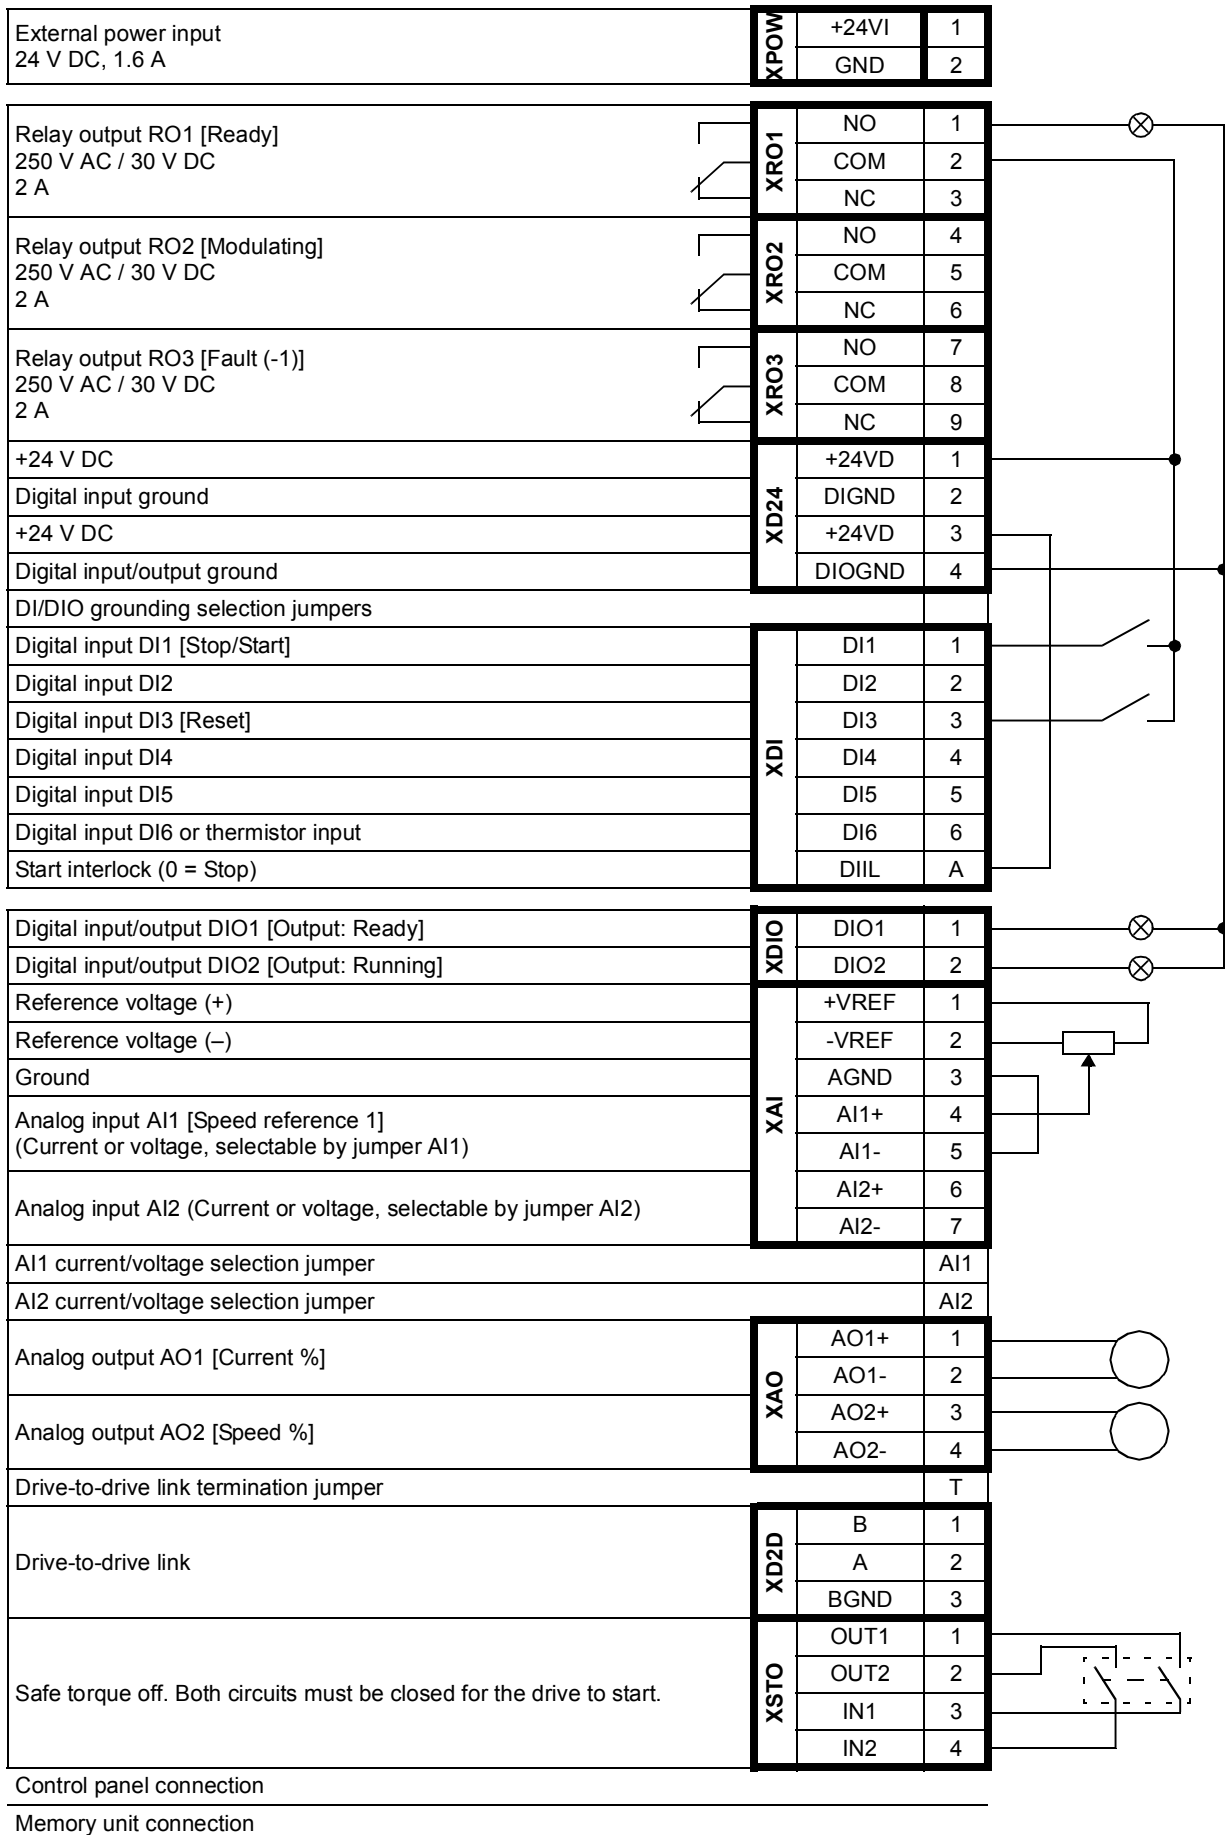 External power input
24 V DC, 1.6 A
XPOW
+24VI 1
GND 2
Relay output RO1 [Ready]
250 V AC / 30 V DC
2 A
XRO1
NO 1
COM 2
NC 3
Relay output RO2 [Modulating]
250 V AC / 30 V DC
2 A
XRO2
NO 4
COM 5
NC 6
Relay output RO3 [Fault (-1)]
250 V AC / 30 V DC
2 A
XRO3
NO 7
COM 8
NC 9
XD24
+24 V DC +24VD 1
Digital input ground DIGND 2
+24 V DC +24VD 3
Digital input/output ground DIOGND 4
DI/DIO grounding selection jumpers
XDI
Digital input DI1 [Stop/Start] DI1 1
Digital input DI2 DI2 2
Digital input DI3 [Reset] DI3 3
Digital input DI4 DI4 4
Digital input DI5 DI5 5
Digital input DI6 or thermistor input DI6 6
Start interlock (0 = Stop) DIIL A
XDIO
Digital input/output DIO1 [Output: Ready] DIO1 1
Digital input/output DIO2 [Output: Running] DIO2 2
XAI
Reference voltage (+) +VREF 1
Reference voltage (–) -VREF 2
Ground AGND 3
Analog input AI1 [Speed reference 1]
(Current or voltage, selectable by jumper AI1)
AI1+ 4
AI1- 5
Analog input AI2 (Current or voltage, selectable by jumper AI2)
AI2+ 6
AI2- 7
AI1 current/voltage selection jumper AI1
AI2 current/voltage selection jumper AI2
XAO
Analog output AO1 [Current %]
AO1+ 1
AO1- 2
Analog output AO2 [Speed %]
AO2+ 3
AO2- 4
Drive-to-drive link termination jumper T
Drive-to-drive link
XD2D
B 1
A 2
BGND 3
Safe torque off. Both circuits must be closed for the drive to start.
XSTO
OUT1 1
OUT2 2
IN1 3
IN2 4
Control panel connection
Memory unit connection